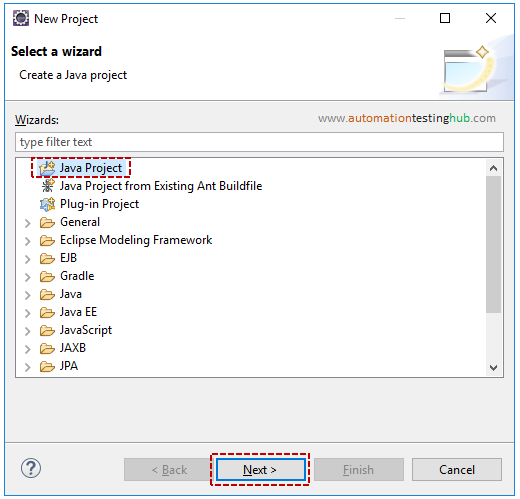 New Project
Select a wizard
Create a Java project
Wizards:
www.automationtestinghub.com
type filter text
Java Project
Java Project from Existing Ant Buildfile
Plug-in Project
General
Eclipse Modeling Framework
EJB
Gradle
Java
Java EE
JavaScript
JAXB
JPA
?
< Back
Next >
Finish
Cancel